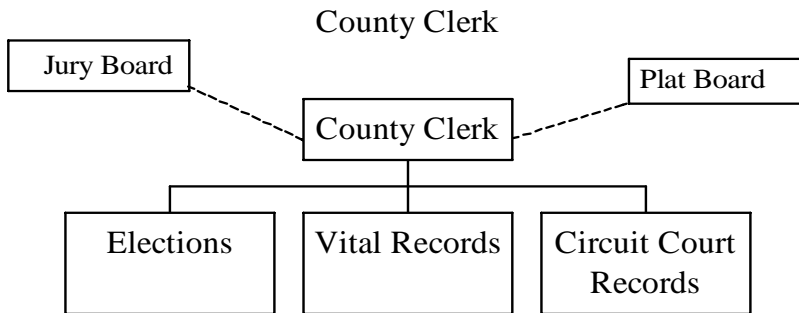 County Clerk
Jury Board
Plat Board
County Clerk
Elections
Vital Records
Circuit Court
Records